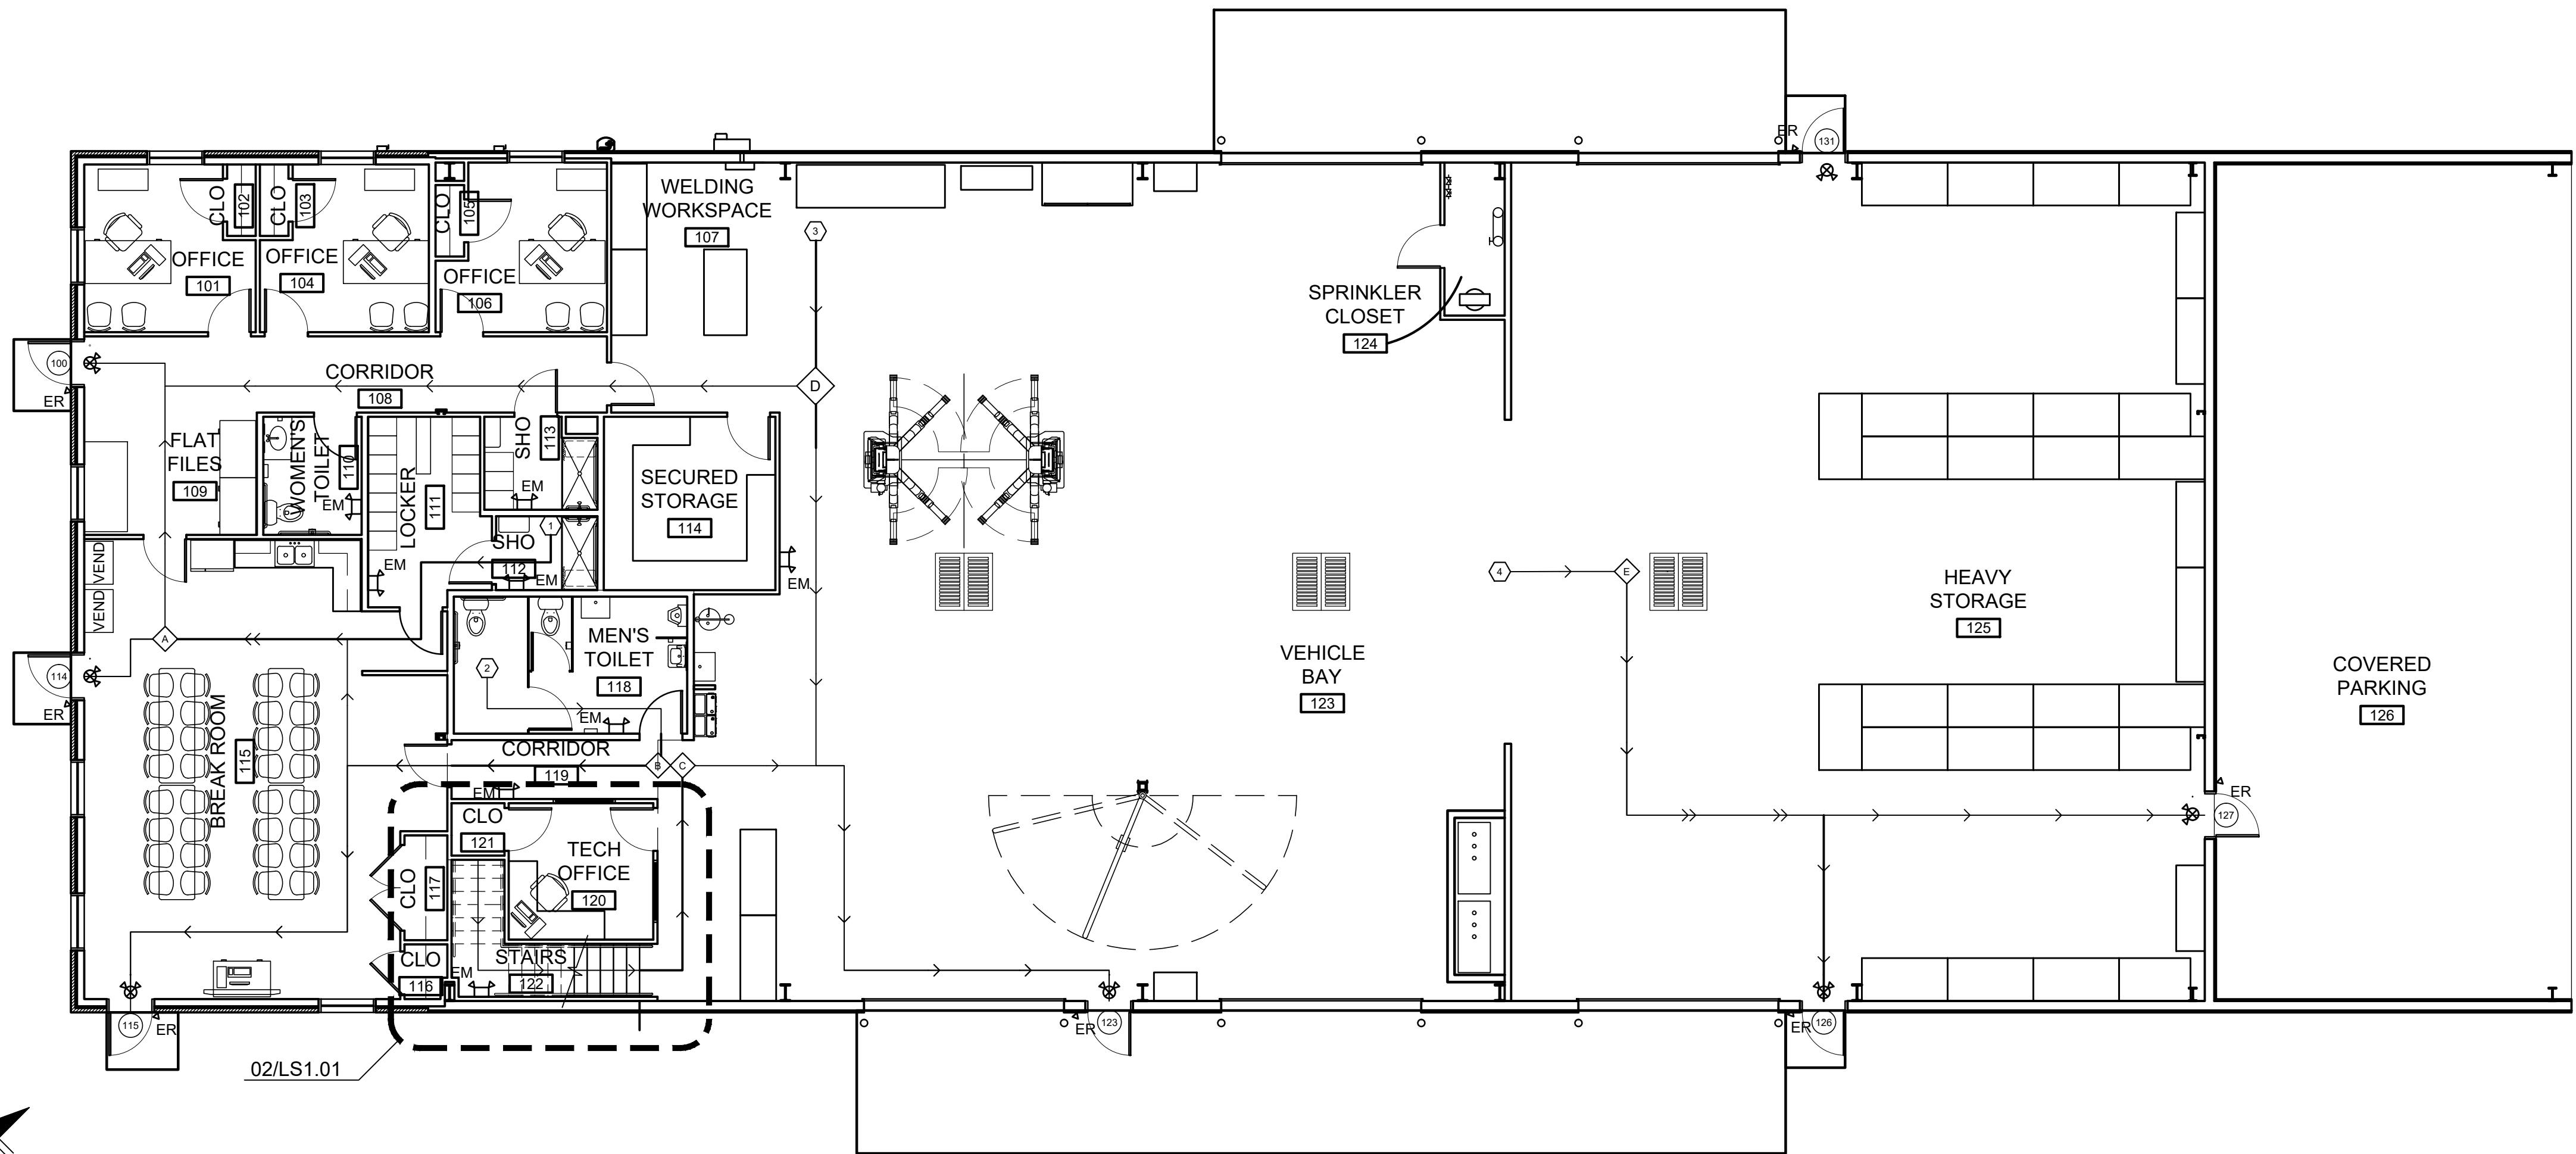 ER
131
WELDING
WORKSPACE
107
CLO
102
CLO
103
CLO
105
OFFICE
101
OFFICE
104
OFFICE
106
3
SPRINKLER
CLOSET
124
100
ER
CORRIDOR
108
D
FLAT
FILES
109
WOMEN'S
TOILET
110
EM
LOCKER
111
EM
SHO
113
EM
SHO
112
1
EM
SECURED
STORAGE
114
EM
VEND
VEND
A
114
ER
4
E
HEAVY
STORAGE
125
MEN'S
TOILET
118
2
EM
VEHICLE
BAY
123
COVERED
PARKING
126
BREAK ROOM
115
CORRIDOR
119
B
C
EM
CLO
121
TECH
OFFICE
120
CLO
117
CLO
116
STAIRS
122
EM
ER
127
115
ER
ER
123
ER
126
02/LS1.01